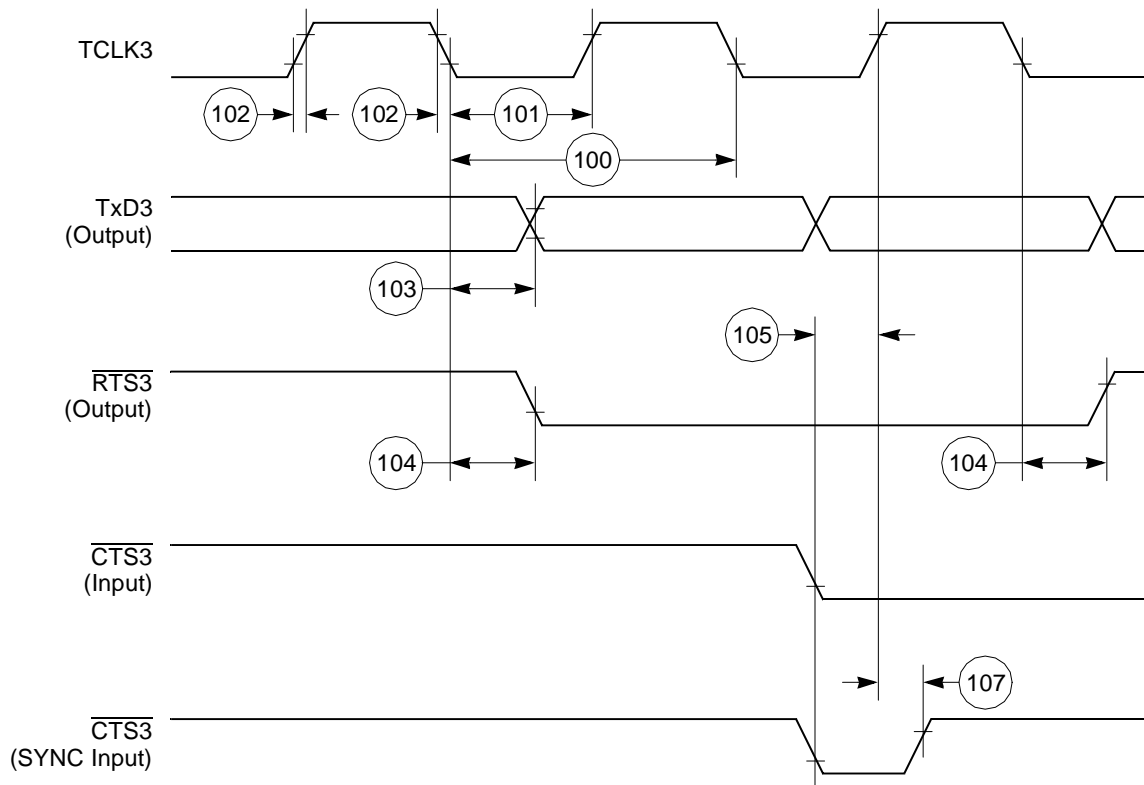 TCLK3
102
102
101
100
TxD3
(Output)
103
105
RTS3
(Output)
104
104
CTS3
(Input)
107
CTS3
(SYNC Input)